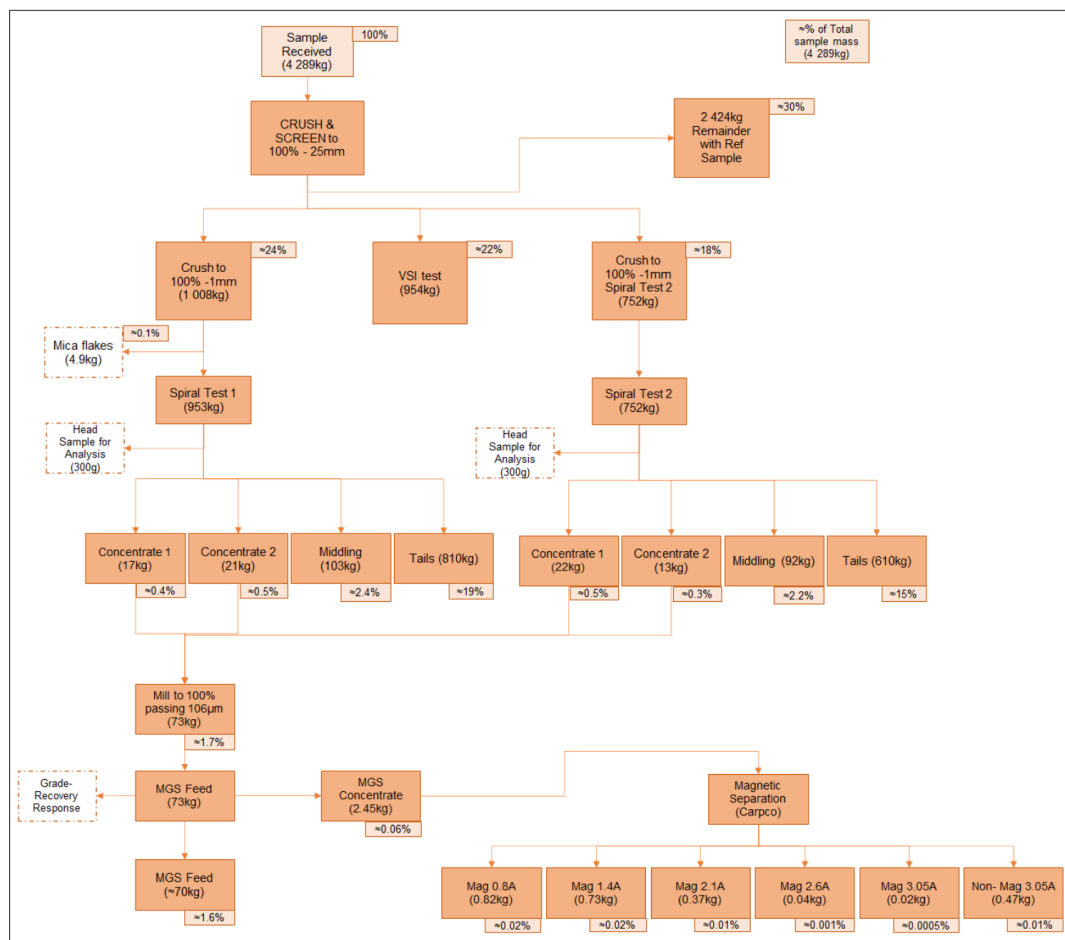 Sample
Received
(4 289kg)
100%
≈% of Total
sample mass
(4 289kg)
CRUSH &
SCREEN to
100% - 25mm
2 424kg
Remainder
with Ref
Sample
≈30%
Crush to
100% -1mm
(1 008kg)
≈24%
VSI test
(954kg)
≈22%
Crush to
100% -1mm
Spiral Test 2
(752kg)
≈18%
Mica flakes
(4.9kg)
≈0.1%
Spiral Test 1
(953kg)
Spiral Test 2
(752kg)
Head
Sample for
Analysis
(300g)
Head
Sample for
Analysis
(300g)
Concentrate 1
(17kg)
≈0.4%
Concentrate 2
(21kg)
≈0.5%
Middling
(103kg)
≈2.4%
Tails (810kg)
≈19%
Concentrate 1
(22kg)
≈0.5%
Concentrate 2
(13kg)
≈0.3%
Middling (92kg)
≈2.2%
Tails (610kg)
≈15%
Mill to 100%
passing 106µm
(73kg)
≈1.7%
Grade-
Recovery
Response
MGS Feed
(73kg)
MGS
Concentrate
(2.45kg)
≈0.06%
Magnetic
Separation
(Carpco)
MGS Feed
(≈70kg)
≈1.6%
Mag 0.8A
(0.82kg)
≈0.02%
Mag 1.4A
(0.73kg)
≈0.02%
Mag 2.1A
(0.37kg)
≈0.01%
Mag 2.6A
(0.04kg)
≈0.001%
Mag 3.05A
(0.02kg)
≈0.0005%
Non- Mag 3.05A
(0.47kg)
≈0.01%